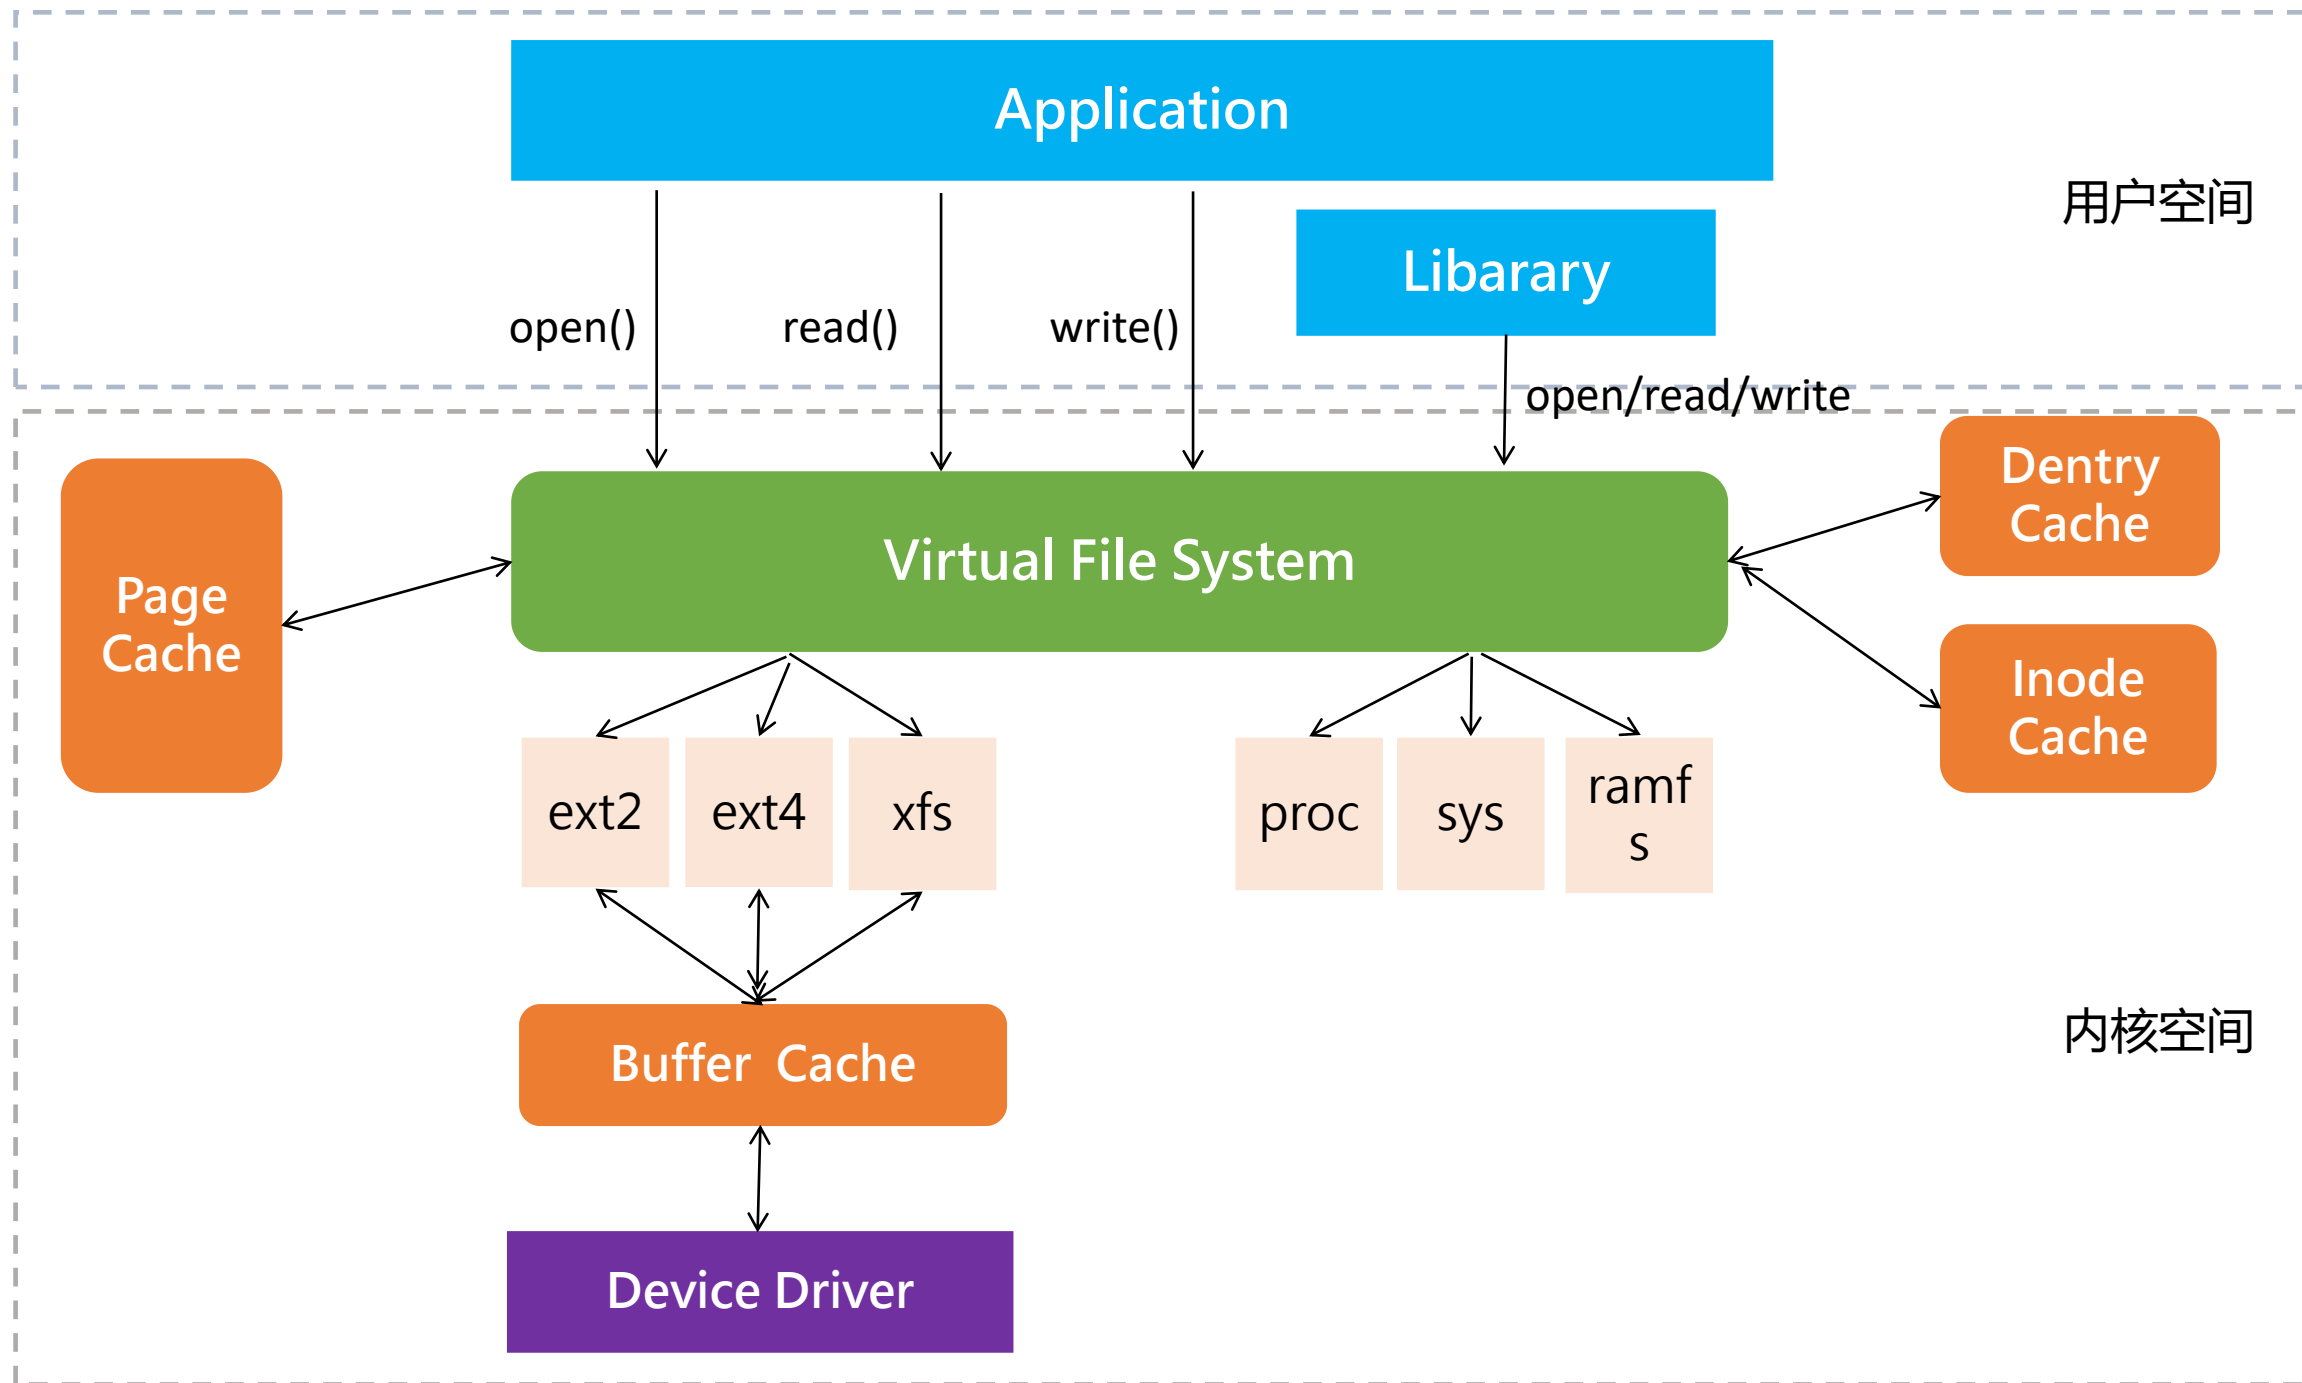 Application
用户空间
Libarary
open()
read()
write()
open/read/write
Dentry
Cache
Virtual File System
Page
Cache
Inode
Cache
ext2
ext4
xfs
proc
sys
ramf
s
Buffer  Cache
内核空间
Device Driver